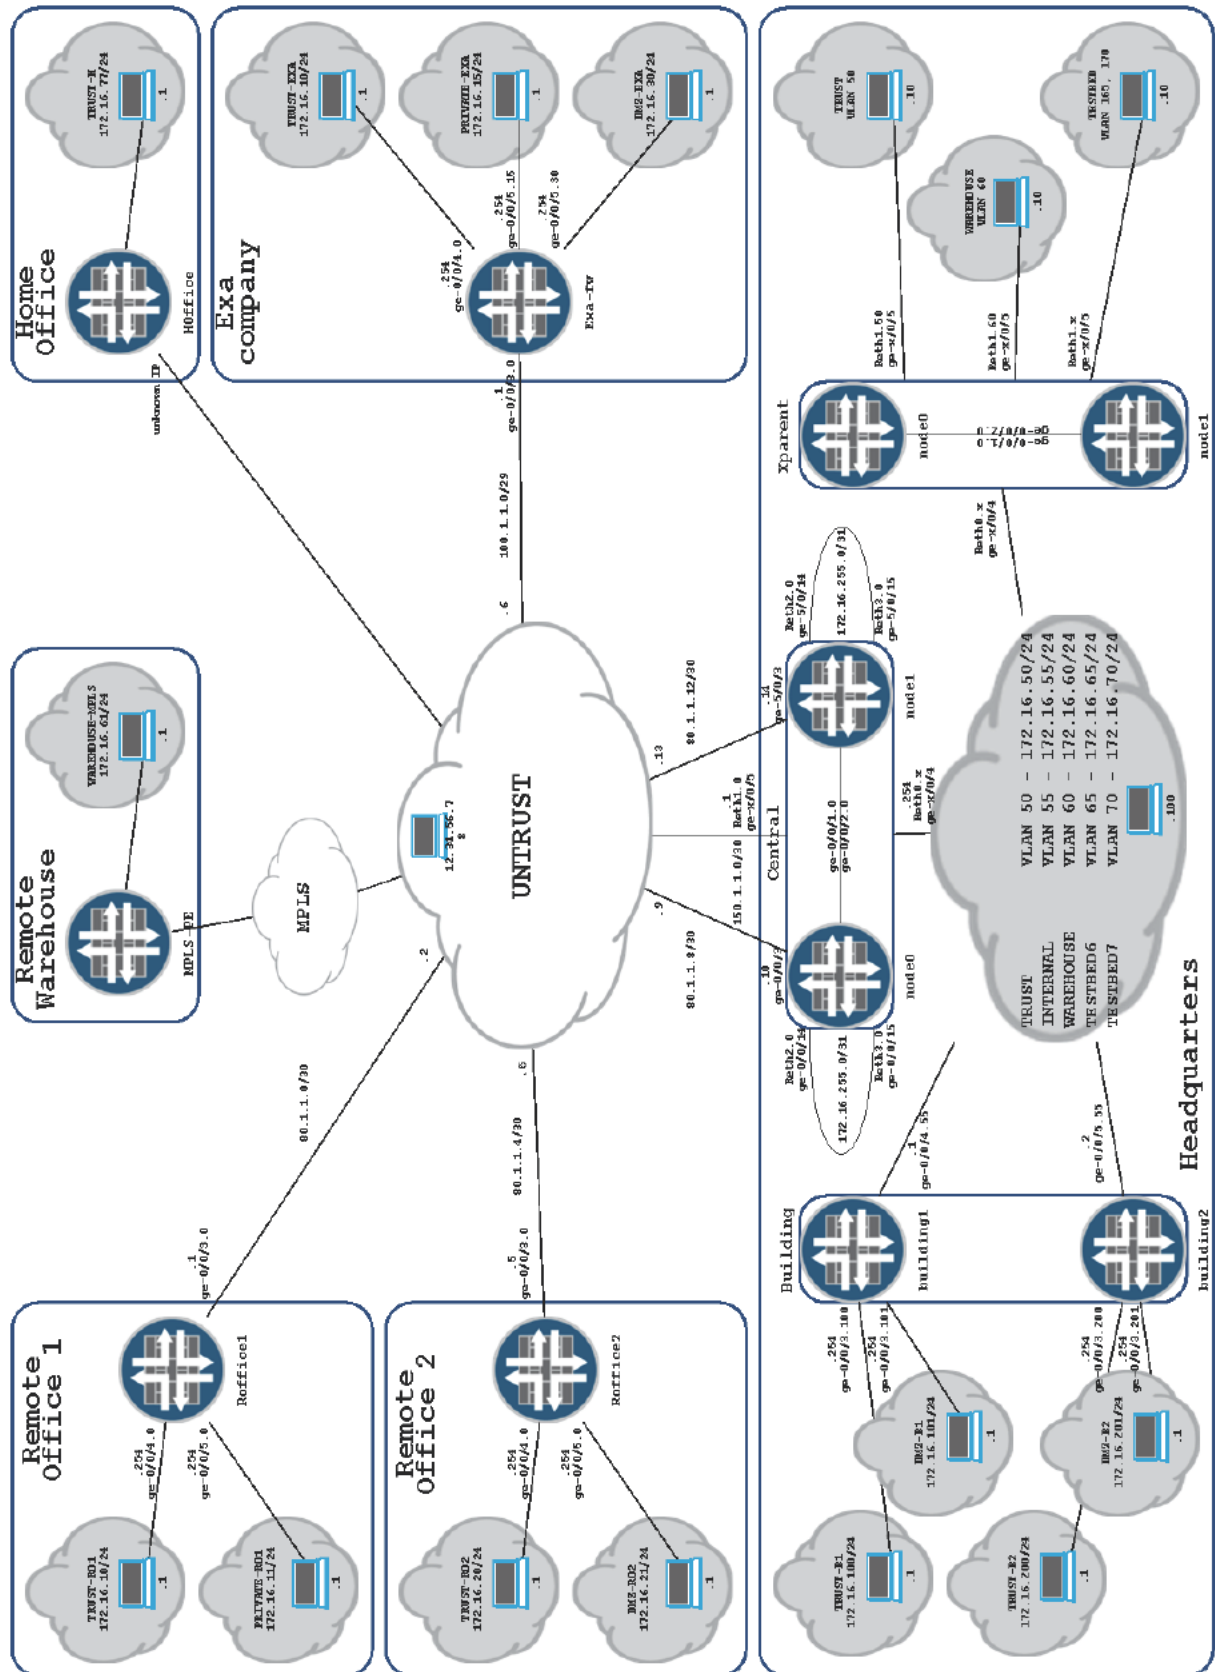 Remote
Office 1
TRUST-RO1
172.16.10/24
.1
PRIVATE-RO1
172.16.11/24
.1
.254
ge-0/0/4.0
.254
ge-0/0/5.0
Roffice1
.1
ge-0/0/3.0
80.1.1.0/30
.2
Remote
Office 2
TRUST-RO2
172.16.20/24
.1
DMZ-RO2
172.16.21/24
.1
.254
ge-0/0/4.0
.254
ge-0/0/5.0
Roffice2
.5
ge-0/0/3.0
80.1.1.4/30
.6
Remote
Warehouse
WAREHOUSE-MPLS
172.16.61/24
.1
MPLS-CE
MPLS
12.31.56.7
8
UNTRUST
Home
Office
TRUST-H
172.16.77/24
.1
HOffice
unknown IP
Exa
company
TRUST-EXA
172.16.10/24
.1
PRIVATE-EXA
172.16.15/24
.1
DMZ-EXA
172.16.30/24
.1
.254
ge-0/0/4.0
.254
ge-0/0/5.15
.254
ge-0/0/5.30
Exa-fw
.1
ge-0/0/3.0
100.1.1.0/29
.6
Headquarters
Building
building1
building2
TRUST-B1
172.16.100/24
.1
DMZ-B1
172.16.101/24
.1
TRUST-B2
172.16.200/24
.1
DMZ-B2
172.16.201/24
.1
.254
ge-0/0/3.100
.254
ge-0/0/3.101
.254
ge-0/0/3.200
.254
ge-0/0/3.201
.1
ge-0/0/4.55
.2
ge-0/0/5.55
Central
node0
node1
.9
80.1.1.8/30
.10
ge-0/0/3
150.1.1.0/30
.1
Reth1.0
ge-x/0/5
.13
80.1.1.12/30
.14
ge-5/0/3
Reth2.0
ge-0/0/14
172.16.255.0/31
Reth3.0
ge-0/0/15
ge-0/0/1.0
ge-0/0/2.0
Reth2.0
ge-5/0/14
172.16.255.0/31
Reth3.0
ge-5/0/15
.254
Reth0.x
ge-x/0/4
TRUST VLAN 50 - 172.16.50/24
INTERNAL VLAN 55 - 172.16.55/24
WAREHOUSE VLAN 60 - 172.16.60/24
TESTBED6 VLAN 65 - 172.16.65/24
TESTBED7 VLAN 70 - 172.16.70/24
.100
Xparent
node0
node1
ge-0/0/1.0
ge-0/0/2.0
Reth0.x
ge-x/0/4
Reth1.50
ge-x/0/5
Reth1.60
ge-x/0/5
Reth1.x
ge-x/0/5
TRUST
VLAN 50
.10
WAREHOUSE
VLAN 60
.10
TESTBED
VLAN 165, 170
.10